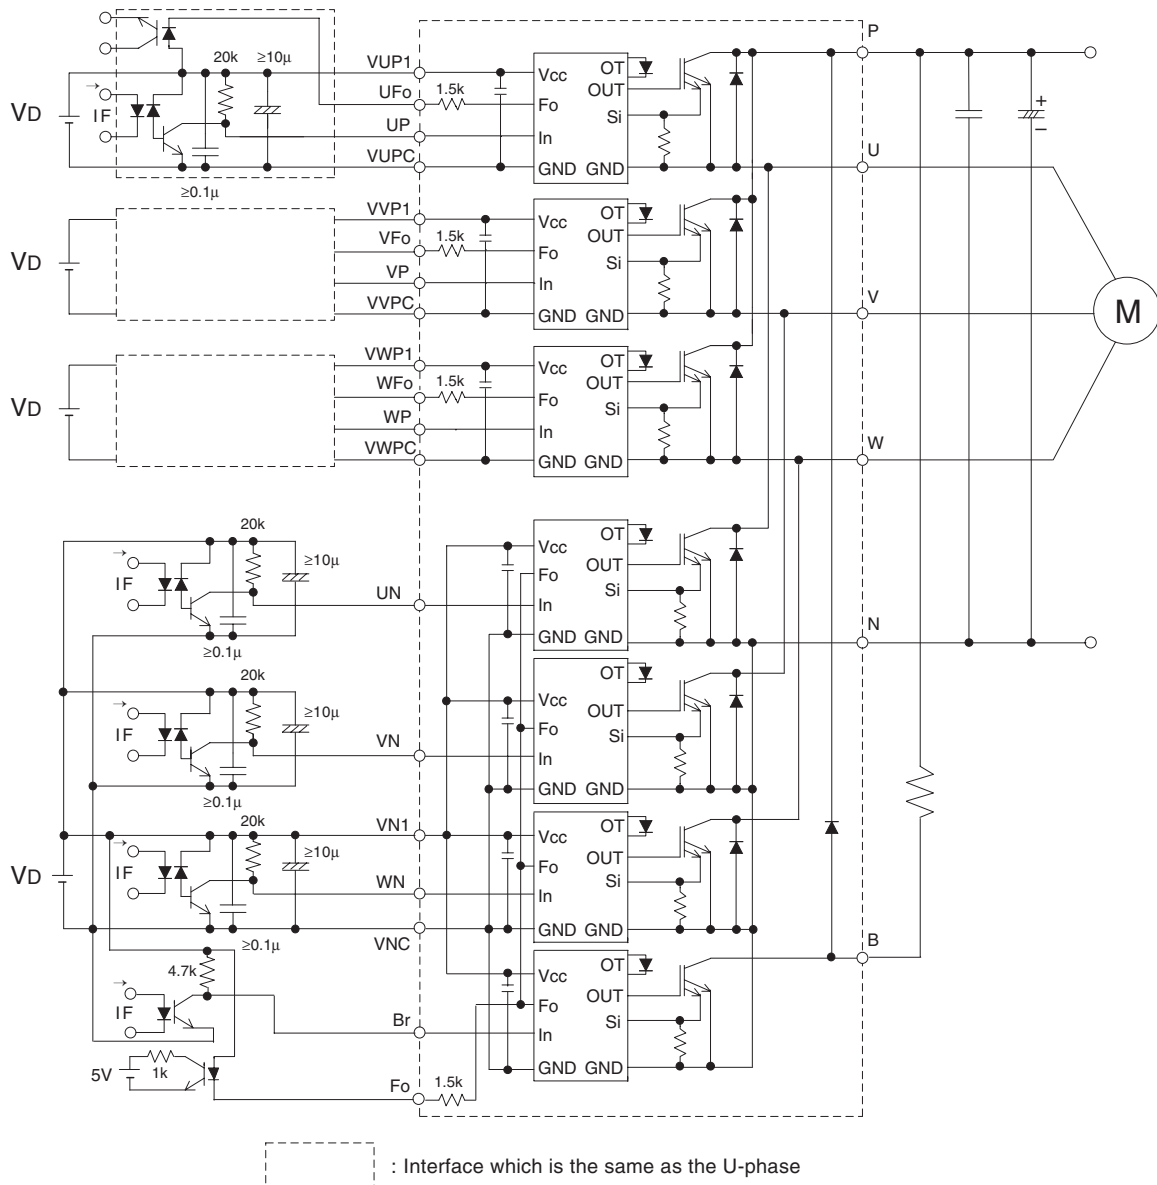 P
20k
≥10μ
VUP1
Vcc
OT
OUT
UFo
1.5k
Fo
VD
IF
Si
UP
In
VUPC
GND GND
U
≥0.1μ
VVP1
Vcc
OT
OUT
VD
VFo
1.5k
Fo
Si
VP
In
VVPC
GND GND
V
M
VWP1
Vcc
OT
OUT
VD
WFo
1.5k
Fo
Si
WP
In
VWPC
GND GND
W
20k
≥10μ
Vcc
OT
OUT
IF
Fo
Si
UN
In
GND GND
N
≥0.1μ
20k
≥10μ
Vcc
OT
OUT
IF
Fo
Si
VN
In
GND GND
≥0.1μ
20k
VN1
Vcc
OT
≥10μ
OUT
VD
IF
Fo
Si
WN
In
VNC
GND GND
B
≥0.1μ
4.7k
Vcc
OT
OUT
IF
Fo
Si
Br
In
5V
1k
GND GND
Fo
1.5k
+
–
: Interface which is the same as the U-phase